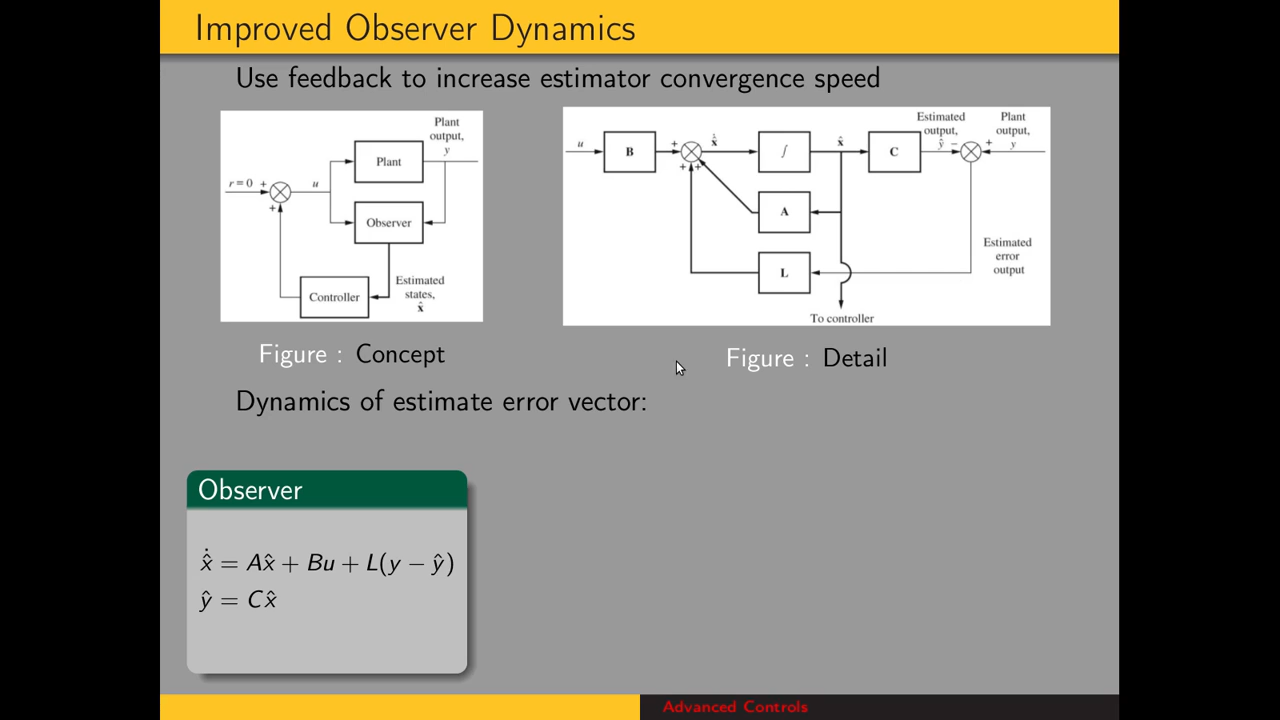 Improved Observer Dynamics
Use feedback to increase estimator convergence speed
Plant
output,
y
Plant
r = 0
+
u
+
Observer
Controller
Estimated
states,
x̂
Figure : Concept
Estimated
output,
ŷ
Plant
output,
y
u
B
+
+
+
x̂̇
∫
x̂
C
−
+
A
L
Estimated
error
output
To controller
Figure : Detail
Dynamics of estimate error vector:
Observer
x̂̇ = Ax̂ + Bu + L(y − ŷ)
ŷ = Cx̂
Advanced Controls